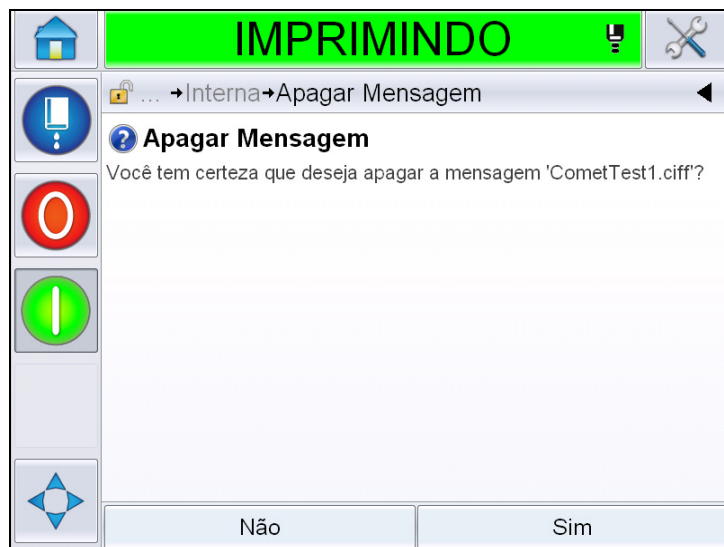 IMPRIMINDO
... →Interna→Apagar Mensagem
Apagar Mensagem
Você tem certeza que deseja apagar a mensagem 'CometTest1.ciff'?
Não
Sim